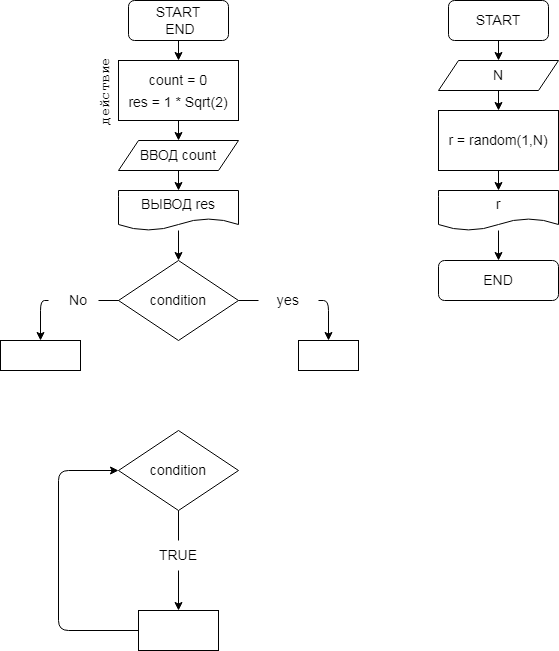 START
END
действие
count = 0
res = 1 * Sqrt(2)
ВВОД count
ВЫВОД res
condition
No
yes
START
N
r = random(1,N)
r
END
condition
TRUE